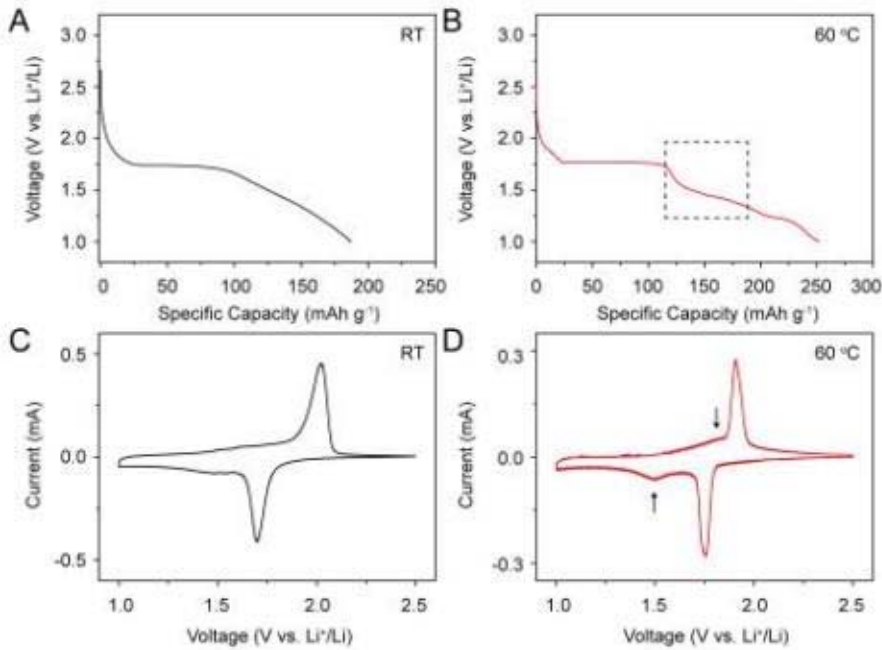 A
RT
3.0
2.5
2.0
1.5
1.0
Voltage (V vs. Li⁺/Li)
0 50 100 150 200 250
Specific Capacity (mAh g⁻¹)
B
60 °C
3.0
2.5
2.0
1.5
1.0
Voltage (V vs. Li⁺/Li)
0 50 100 150 200 250 300
Specific Capacity (mAh g⁻¹)
C
RT
0.5
0.0
-0.5
Current (mA)
1.0 1.5 2.0 2.5
Voltage (V vs. Li⁺/Li)
D
60 °C
0.3
0.0
-0.3
Current (mA)
1.0 1.5 2.0 2.5
Voltage (V vs. Li⁺/Li)